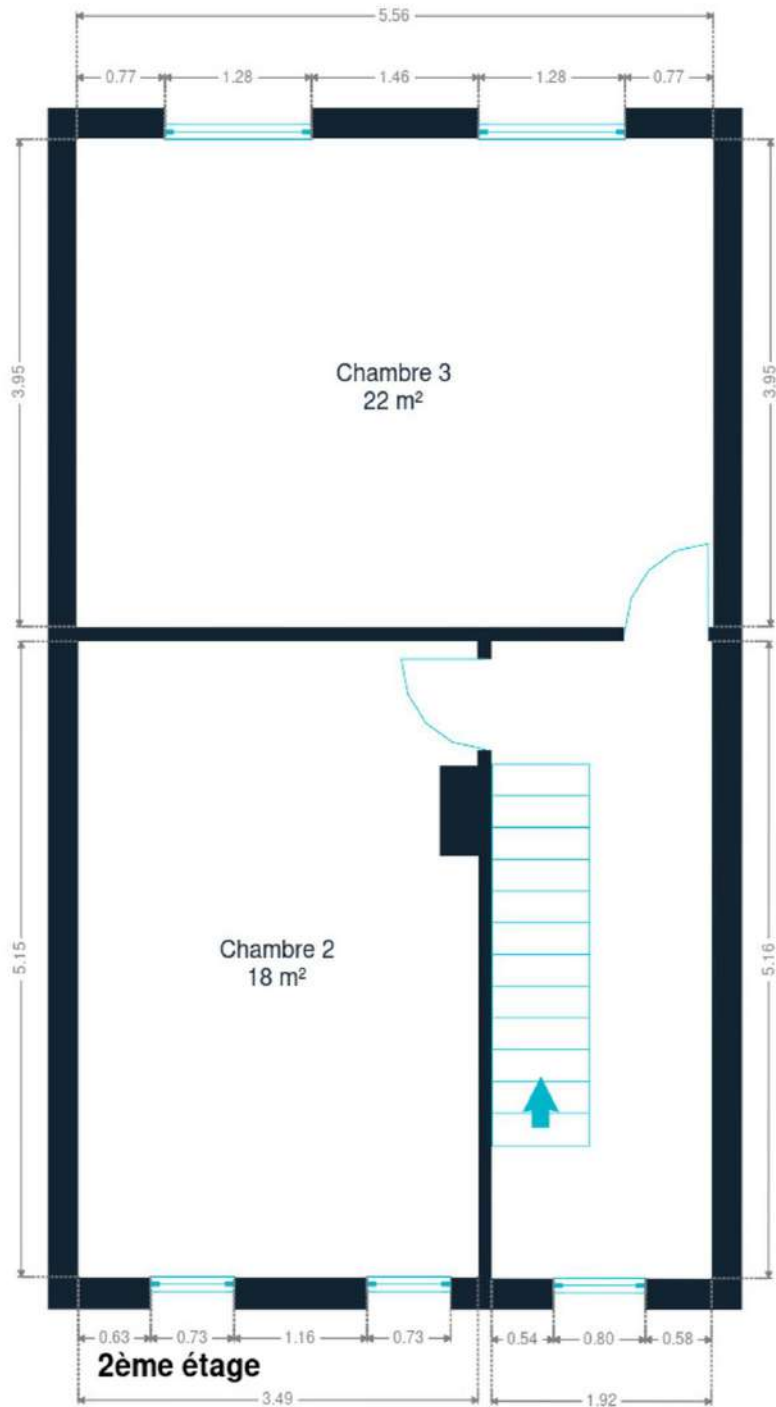 5.56
0.77 1.28 1.46 1.28 0.77
3.95
3.95
Chambre 3
22 m²
5.15
5.16
Chambre 2
18 m²
0.63 0.73 1.16 0.73 0.54 0.80 0.58
2ème étage
3.49 1.92